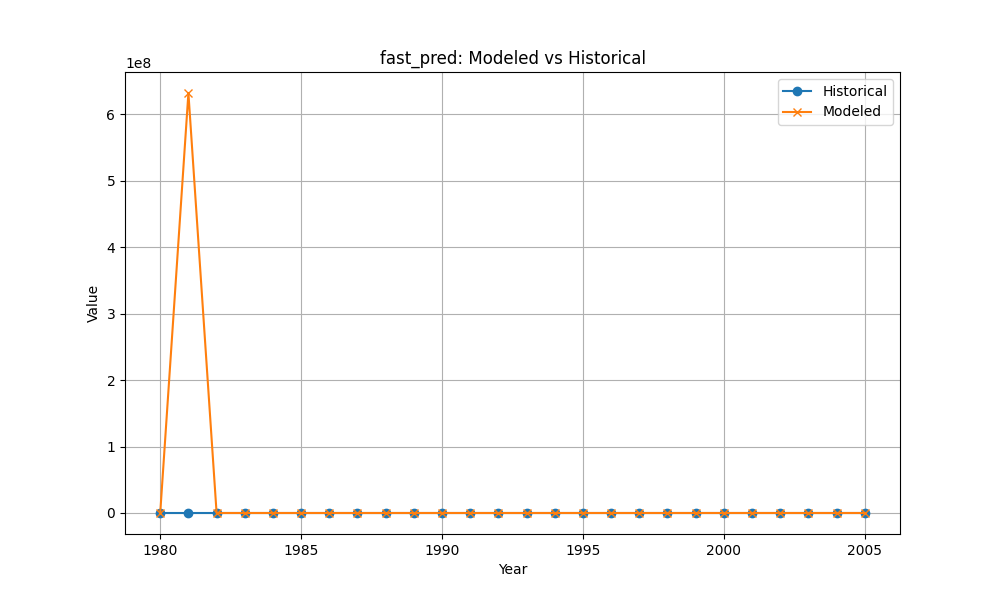 fast_pred: Modeled vs Historical
1e8
Historical
Modeled
6
5
4
3
2
1
0
Value
1980 1985 1990 1995 2000 2005
Year